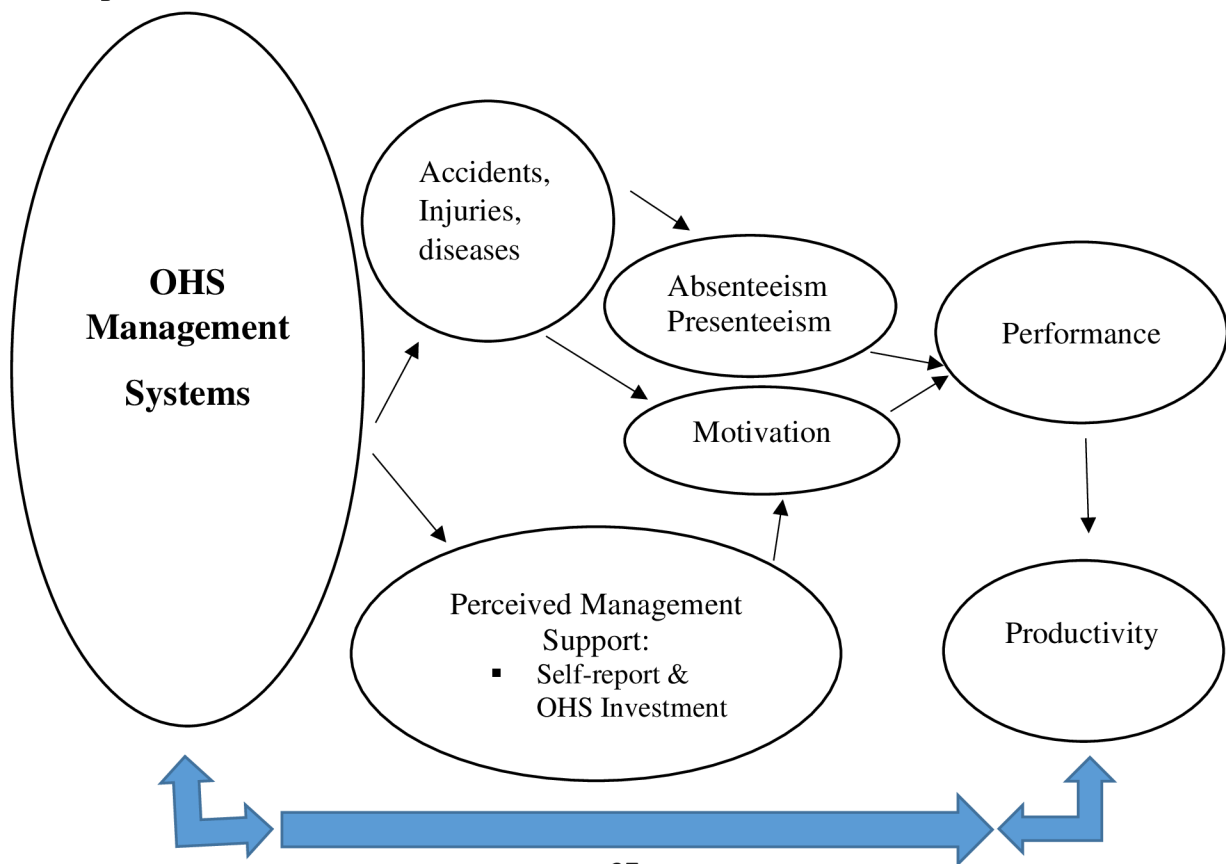 OHS
Management
Systems
Accidents,
Injuries,
diseases
Absenteeism
Presenteeism
Motivation
Performance
Perceived Management
Support:
▪ Self-report &
OHS Investment
Productivity